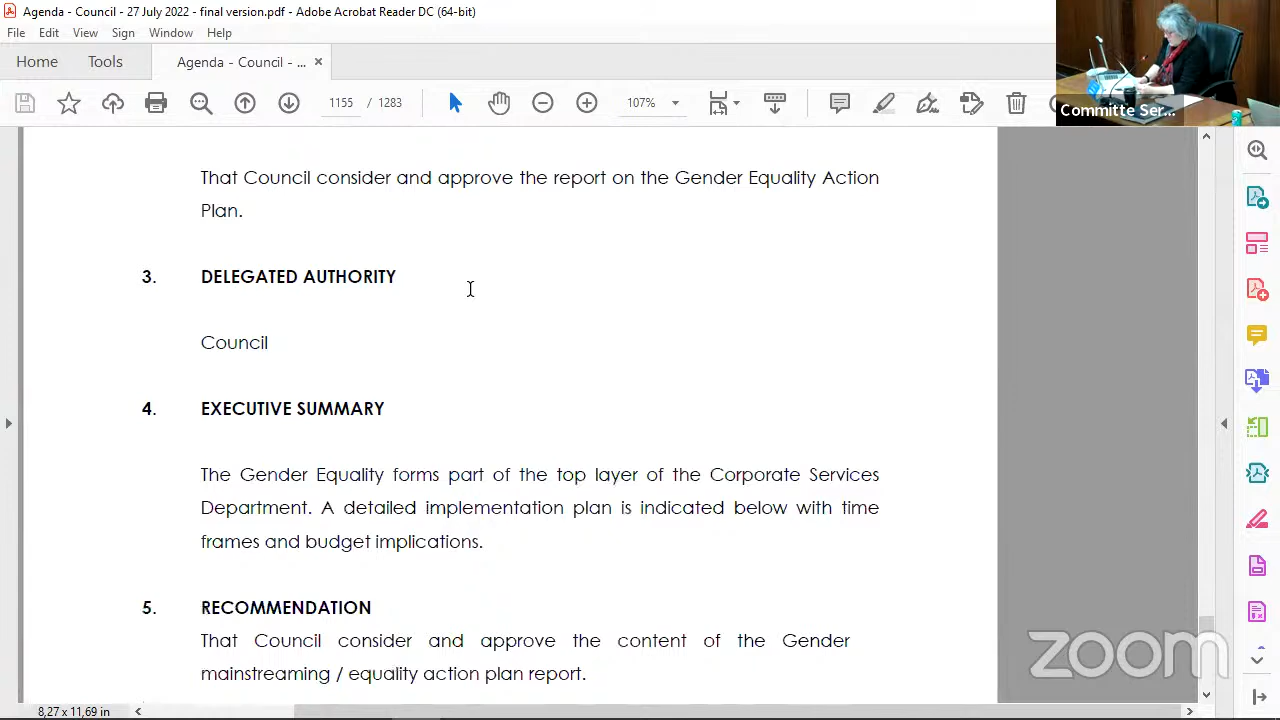 Agenda - Council - 27 July 2022 - final version.pdf - Adobe Acrobat Reader DC (64-bit)
File Edit View Sign Window Help
Home Tools Agenda - Council - ... ×
1155 / 1283 107%
Committe Ser...
That Council consider and approve the report on the Gender Equality Action
Plan.
3. DELEGATED AUTHORITY
Council
4. EXECUTIVE SUMMARY
The Gender Equality forms part of the top layer of the Corporate Services
Department. A detailed implementation plan is indicated below with time
frames and budget implications.
5. RECOMMENDATION
That Council consider and approve the content of the Gender
mainstreaming / equality action plan report.
zoom
8,27 x 11,69 in